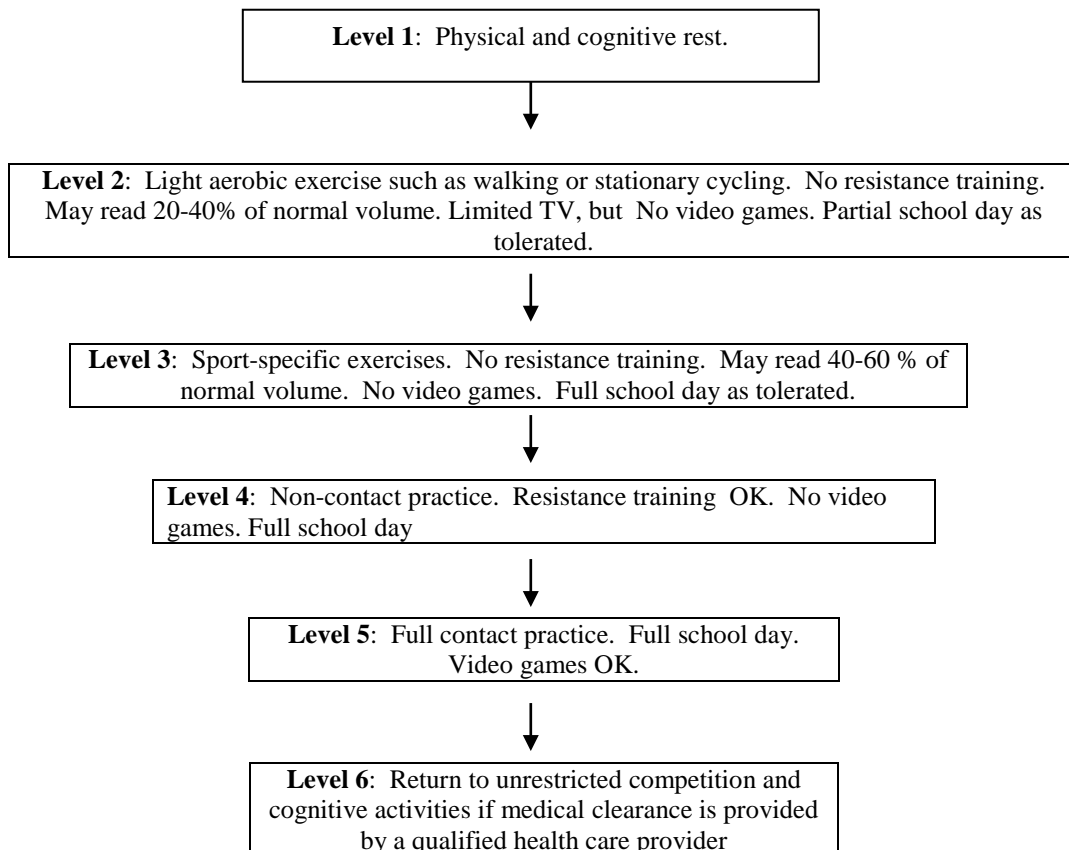 Level 1:  Physical and cognitive rest.
Level 2:  Light aerobic exercise such as walking or stationary cycling.  No resistance training.
May read 20-40% of normal volume. Limited TV, but  No video games. Partial school day as
tolerated.
Level 3:  Sport-specific exercises.  No resistance training.  May read 40-60 % of
normal volume.  No video games.  Full school day as tolerated.
Level 4:  Non-contact practice.  Resistance training  OK.  No video
games. Full school day
Level 5:  Full contact practice.  Full school day.
Video games OK.
Level 6:  Return to unrestricted competition and
cognitive activities if medical clearance is provided
by a qualified health care provider